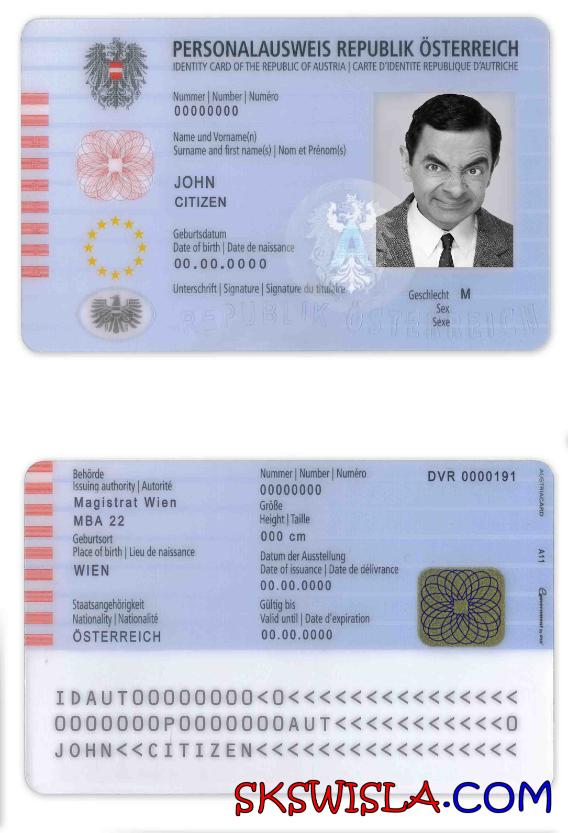 PERSONALAUSWEIS REPUBLIK ÖSTERREICH
IDENTITY CARD OF THE REPUBLIC OF AUSTRIA | CARTE D'IDENTITE REPUBLIQUE D'AUTRICHE
Nummer | Number | Numéro
00000000
Name und Vorname(n)
Surname and first name(s) | Nom et Prénom(s)
JOHN
CITIZEN
Geburtsdatum
Date of birth | Date de naissance
00.00.0000
Unterschrift | Signature | Signature du titulaire
Geschlecht M
Sex
Sexe
REPUBLIK ÖSTERREICH
Behörde
Issuing authority | Autorité
Magistrat Wien
MBA 22
Geburtsort
Place of birth | Lieu de naissance
WIEN
Staatsangehörigkeit
Nationality | Nationalité
ÖSTERREICH
Nummer | Number | Numéro
00000000
Größe
Height | Taille
000 cm
Datum der Ausstellung
Date of issuance | Date de délivrance
00.00.0000
Gültig bis
Valid until | Date d'expiration
00.00.0000
DVR 0000191
AUSTRIACARD
A11
IDAUT00000000<0<<<<<<<<<<<<<<<
0000000P0000000AUT<<<<<<<<<<<0
JOHN<<CITIZEN<<<<<<<<<<<<<<<<<
SKSWISLA.COM